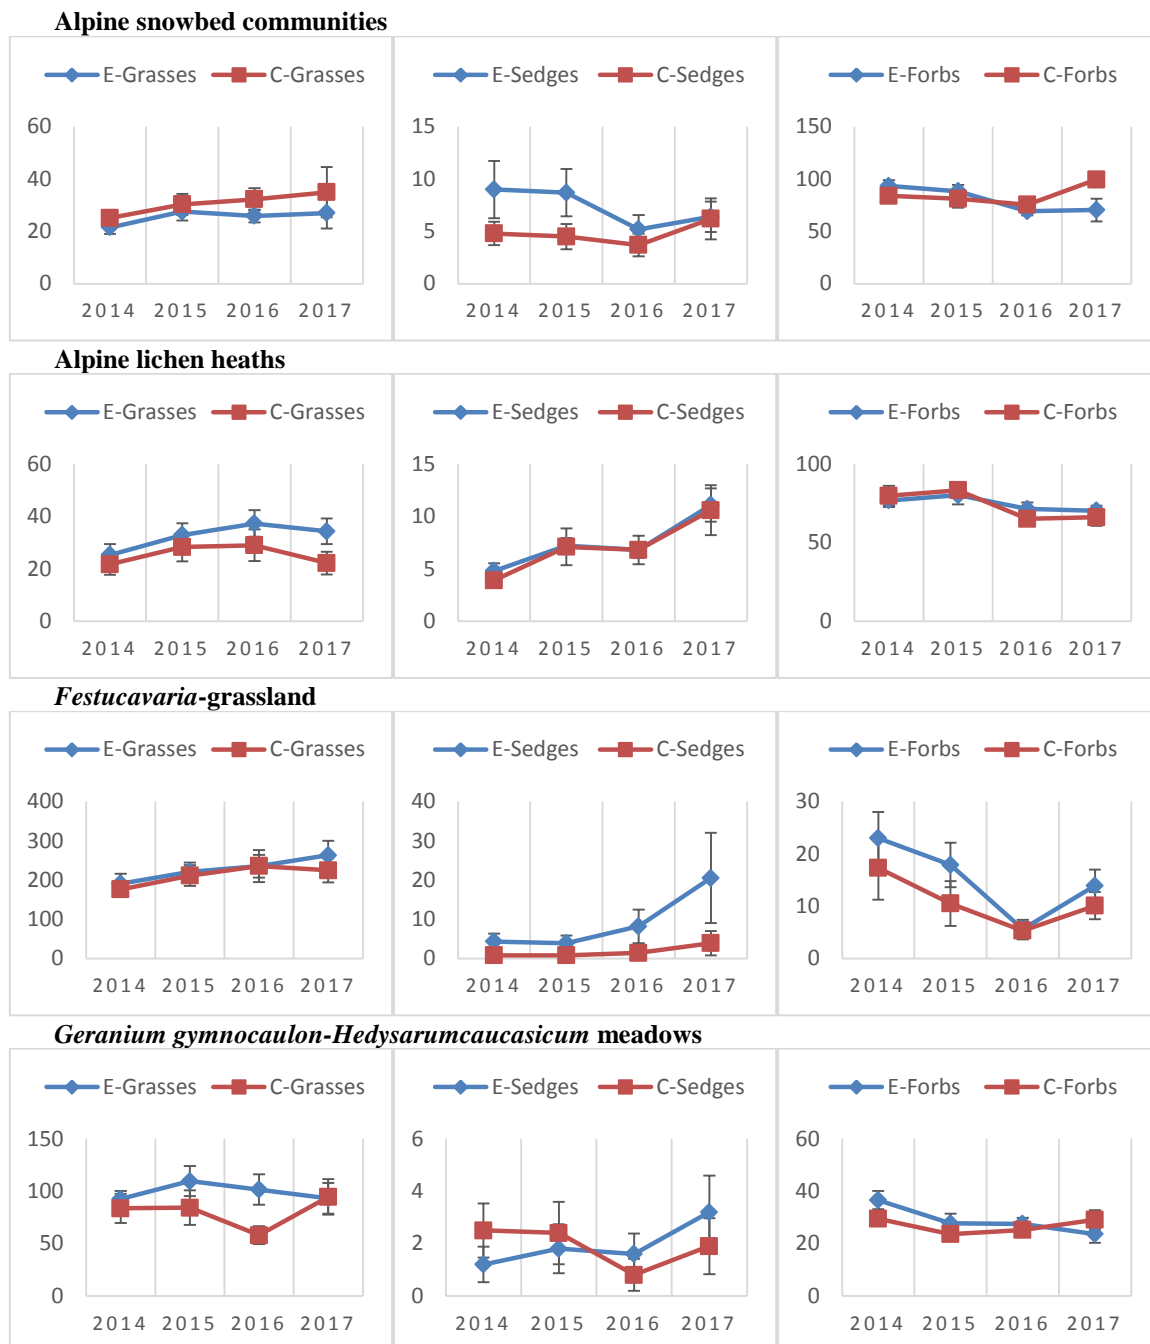 Alpine snowbed communities
E-Grasses C-Grasses E-Sedges C-Sedges E-Forbs C-Forbs
60 15 150
40 10 100
20 5 50
0 0 0
2014 2015 2016 2017 2014 2015 2016 2017 2014 2015 2016 2017
Alpine lichen heaths
E-Grasses C-Grasses E-Sedges C-Sedges E-Forbs C-Forbs
60 15 100
40 10
20 5 50
0 0 0
2014 2015 2016 2017 2014 2015 2016 2017 2014 2015 2016 2017
Festucavaria-grassland
E-Grasses C-Grasses E-Sedges C-Sedges E-Forbs C-Forbs
400 40 30
300 30 20
200 20 10
100 10
0 0 0
2014 2015 2016 2017 2014 2015 2016 2017 2014 2015 2016 2017
Geranium gymnocaulon-Hedysarumcaucasicum meadows
E-Grasses C-Grasses E-Sedges C-Sedges E-Forbs C-Forbs
150 6 60
100 4 40
50 2 20
0 0 0
2014 2015 2016 2017 2014 2015 2016 2017 2014 2015 2016 2017